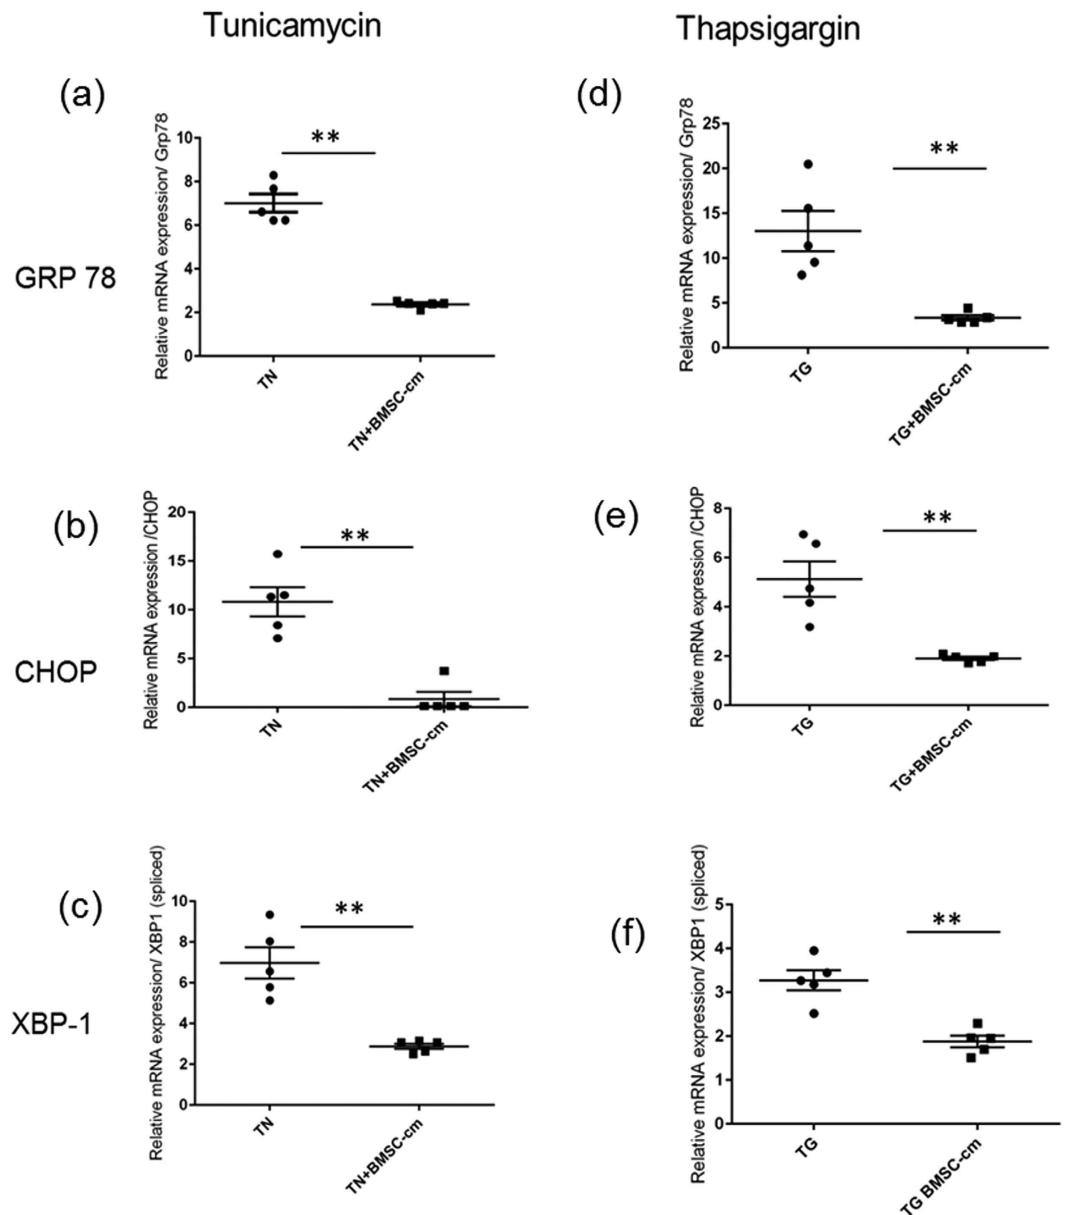 Tunicamycin
Thapsigargin
(a)
GRP 78
Relative mRNA expression/ Grp78
10
8
6
4
2
0
**
TN
TN+BMSC-cm
(d)
Relative mRNA expression/ Grp78
25
20
15
10
5
0
**
TG
TG+BMSC-cm
(b)
CHOP
Relative mRNA expression /CHOP
20
15
10
5
0
**
TN
TN+BMSC-cm
(e)
Relative mRNA expression /CHOP
8
6
4
2
0
**
TG
TG+BMSC-cm
(c)
XBP-1
Relative mRNA expression/ XBP1 (spliced)
10
8
6
4
2
0
**
TN
TN+BMSC-cm
(f)
Relative mRNA expression/ XBP1 (spliced)
5
4
3
2
1
0
**
TG
TG BMSC-cm